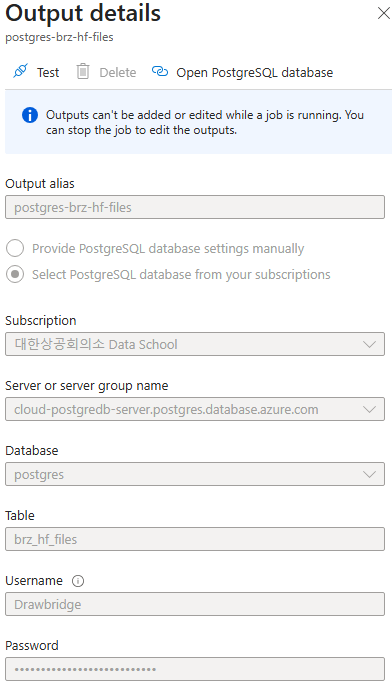 Output details
postgres-brz-hf-files
Test Delete Open PostgreSQL database
Outputs can't be added or edited while a job is running. You
can stop the job to edit the outputs.
Output alias
postgres-brz-hf-files
Provide PostgreSQL database settings manually
Select PostgreSQL database from your subscriptions
Subscription
대한상공회의소 Data School
Server or server group name
cloud-postgredb-server.postgres.database.azure.com
Database
postgres
Table
brz_hf_files
Username
Drawbridge
Password
•••••••••••••••••••••••••••